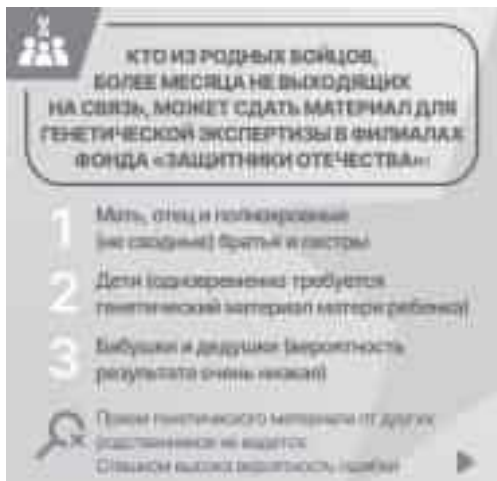 КТО ИЗ РОДНЫХ БОЙЦОВ,
БОЛЕЕ МЕСЯЦА НЕ ВЫХОДЯЩИХ
НА СВЯЗЬ, МОЖЕТ СДАТЬ МАТЕРИАЛ ДЛЯ
ГЕНЕТИЧЕСКОЙ ЭКСПЕРТИЗЫ В ФИЛИАЛАХ
ФОНДА «ЗАЩИТНИКИ ОТЕЧЕСТВА»:
1 Мать, отец и полнокровные
(не сводные) братья и сестры
2 Дети (одновременно требуется
генетический материал матери ребенка)
3 Бабушки и дедушки (вероятность
результата очень низкая)
Прием генетического материала от других
родственников не ведется
Слишком высока вероятность ошибки